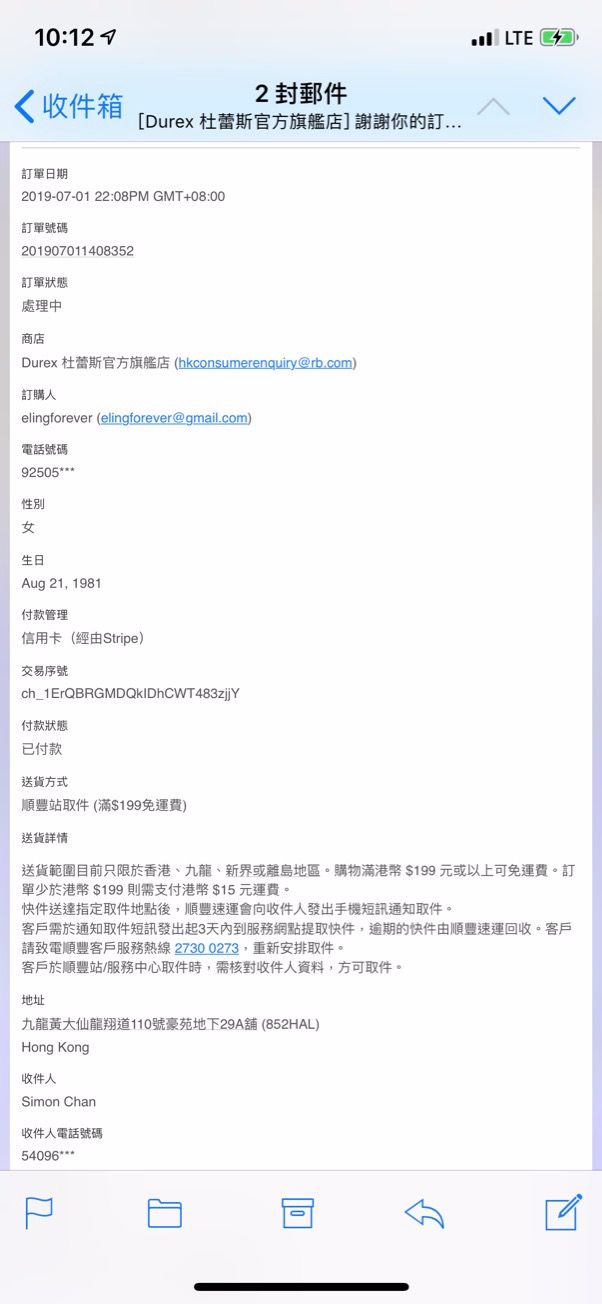 10:12
LTE
收件箱
2 封郵件
[Durex 杜蕾斯官方旗艦店] 謝謝你的訂…
訂單日期
2019-07-01 22:08PM GMT+08:00
訂單號碼
201907011408352
訂單狀態
處理中
商店
Durex 杜蕾斯官方旗艦店 (hkconsumerenquiry@rb.com)
訂購人
elingforever (elingforever@gmail.com)
電話號碼
92505***
性別
女
生日
Aug 21, 1981
付款管理
信用卡（經由Stripe）
交易序號
ch_1ErQBRGMDQkIDhCWT483zjjY
付款狀態
已付款
送貨方式
順豐站取件 (滿$199免運費)
送貨詳情
送貨範圍目前只限於香港、九龍、新界或離島地區。購物滿港幣 $199 元或以上可免運費。訂
單少於港幣 $199 則需支付港幣 $15 元運費。
快件送達指定取件地點後，順豐速運會向收件人發出手機短訊通知取件。
客戶需於通知取件短訊發出起3天內到服務網點提取快件，逾期的快件由順豐速運回收。客戶
請致電順豐客戶服務熱線 2730 0273，重新安排取件。
客戶於順豐站/服務中心取件時，需核對收件人資料，方可取件。
地址
九龍黃大仙龍翔道110號豪苑地下29A舖 (852HAL)
Hong Kong
收件人
Simon Chan
收件人電話號碼
54096***